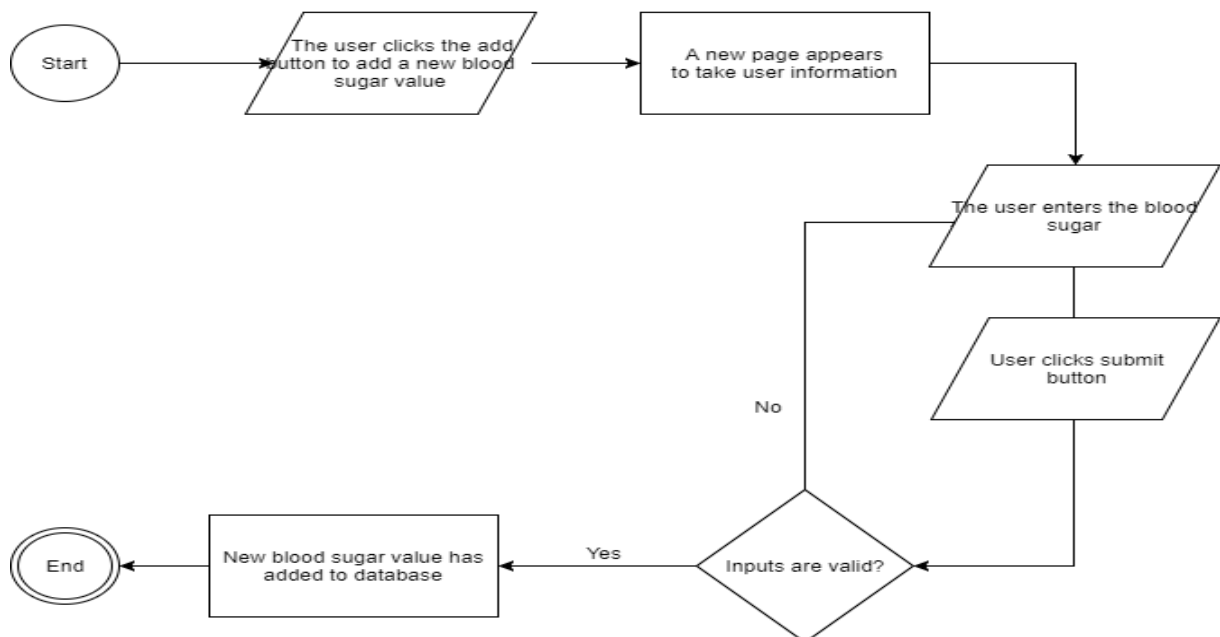 Start
The user clicks the add
button to add a new blood
sugar value
A new page appears
to take user information
The user enters the blood
sugar
User clicks submit
button
No
Inputs are valid?
Yes
New blood sugar value has
added to database
End